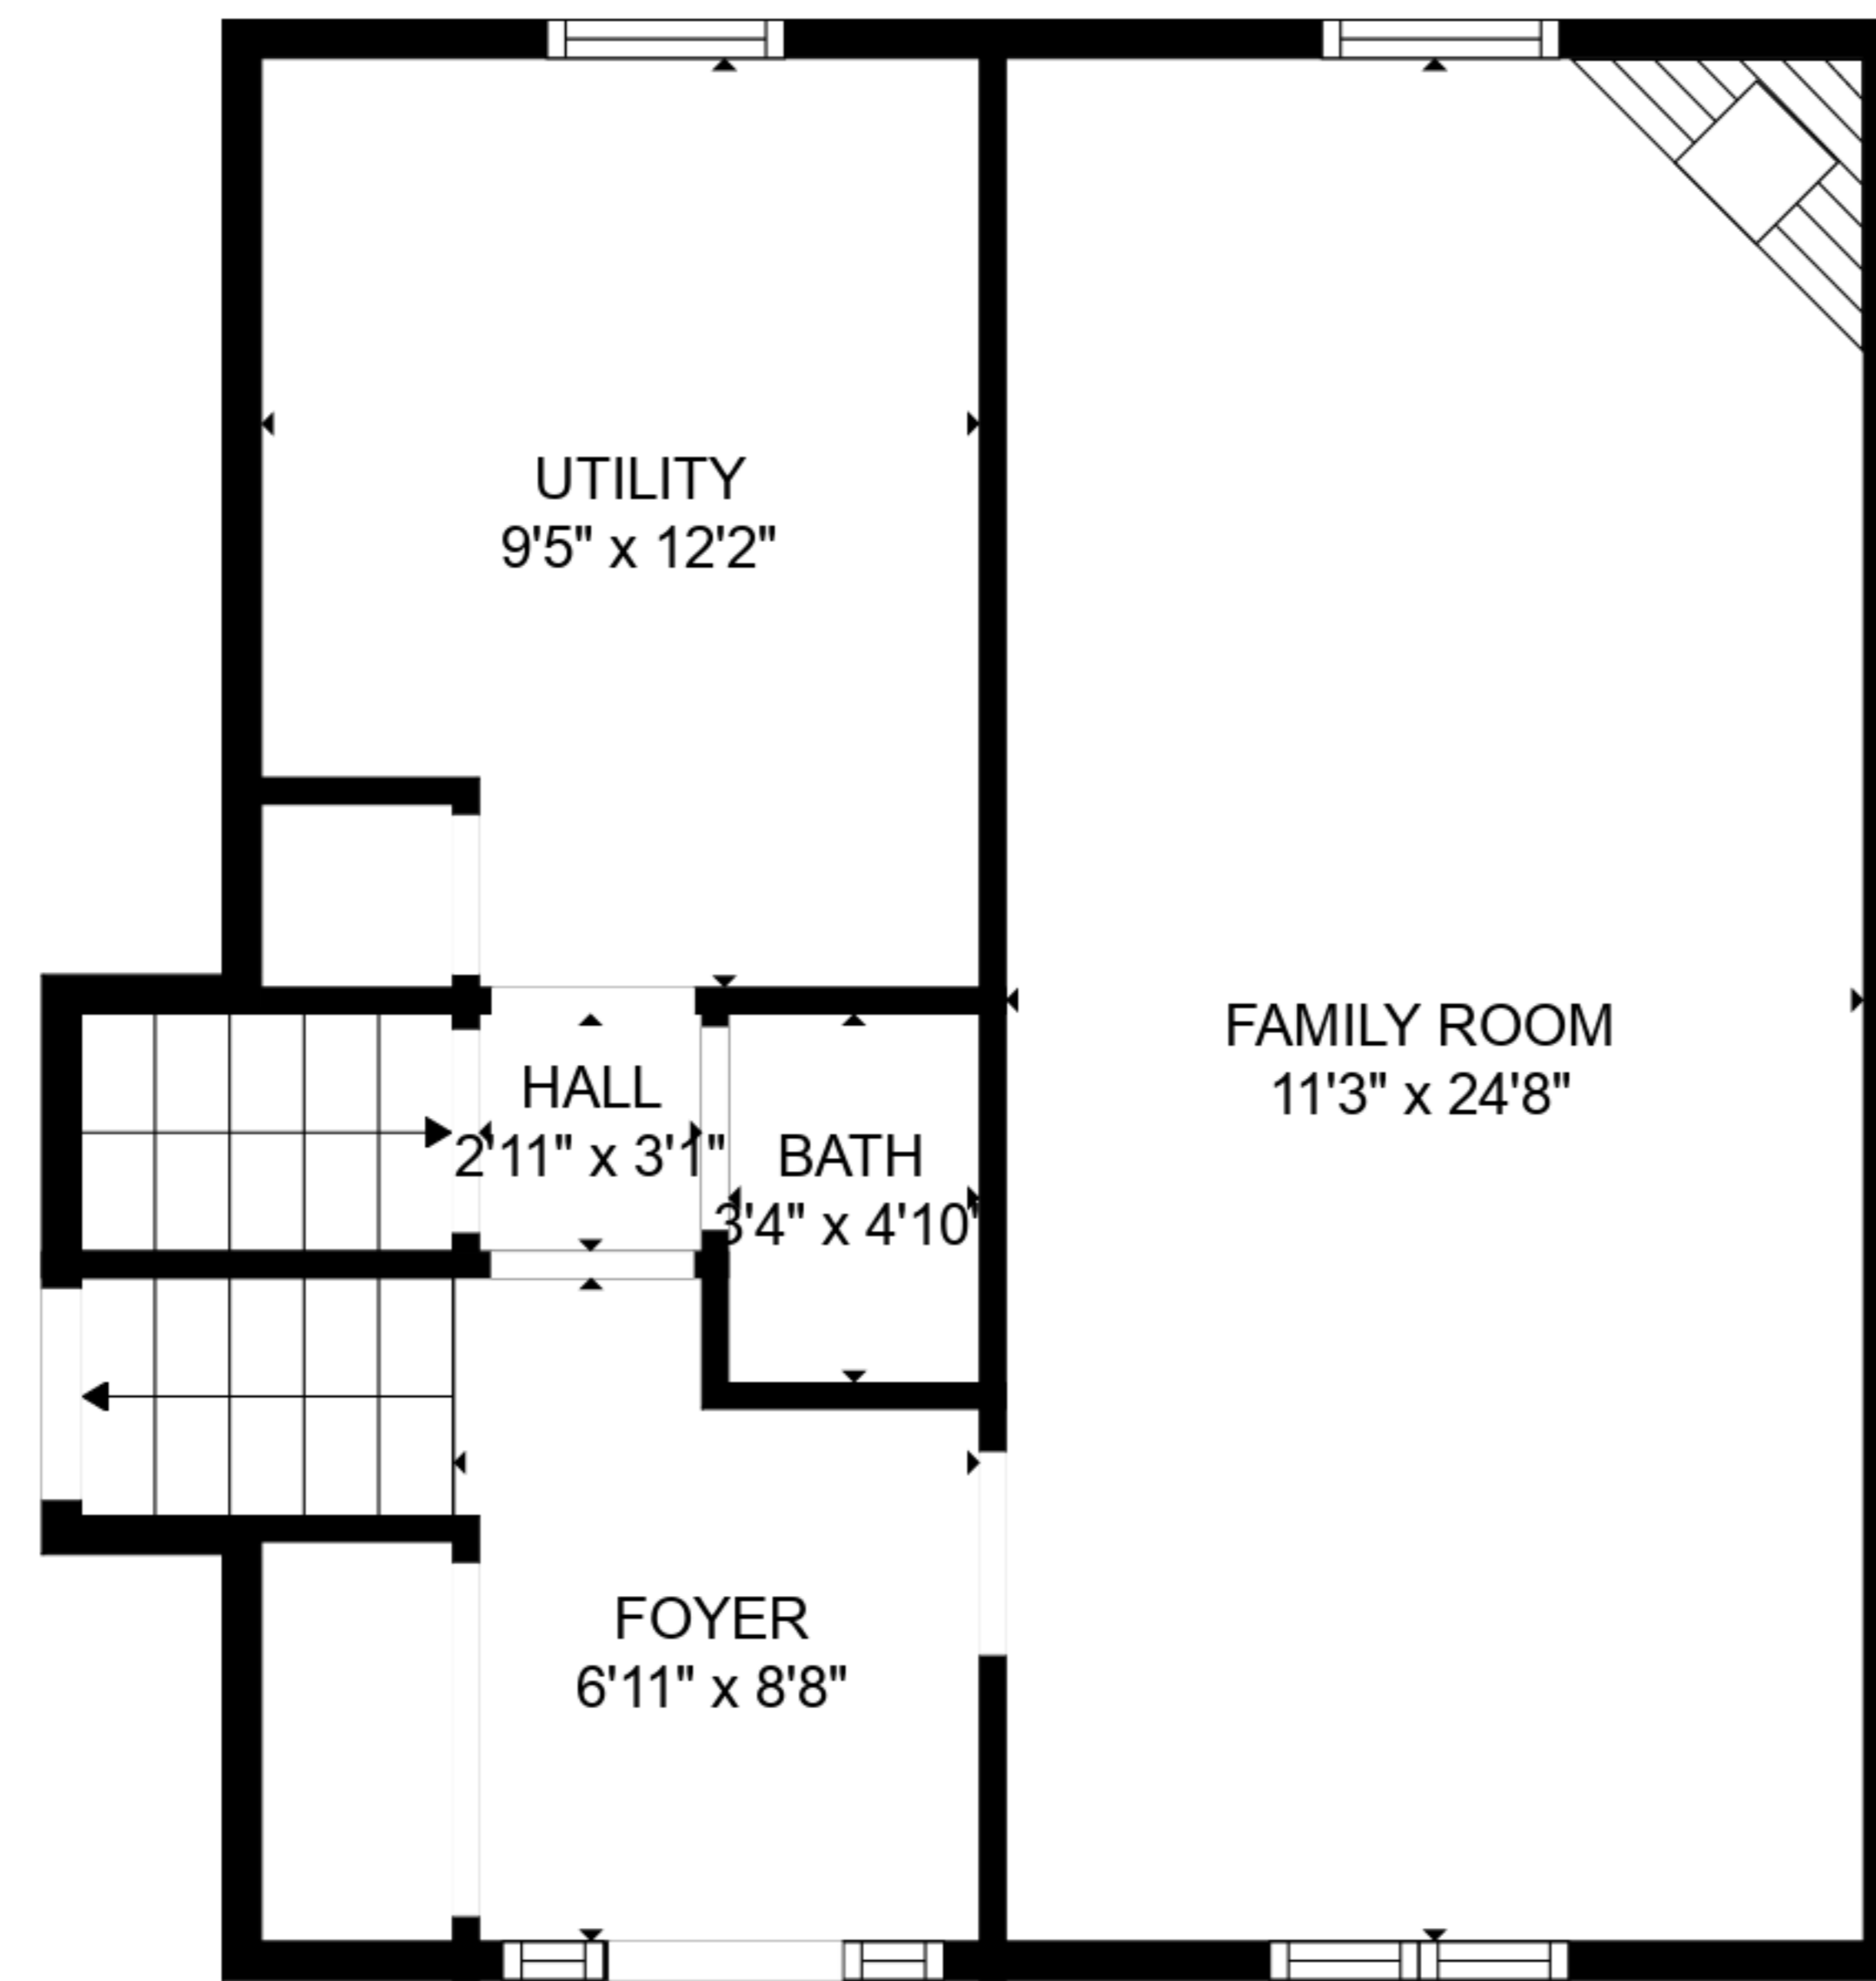 UTILITY
9'5" x 12'2"
FAMILY ROOM
11'3" x 24'8"
HALL
2'11" x 3'1"
BATH
3'4" x 4'10"
FOYER
6'11" x 8'8"